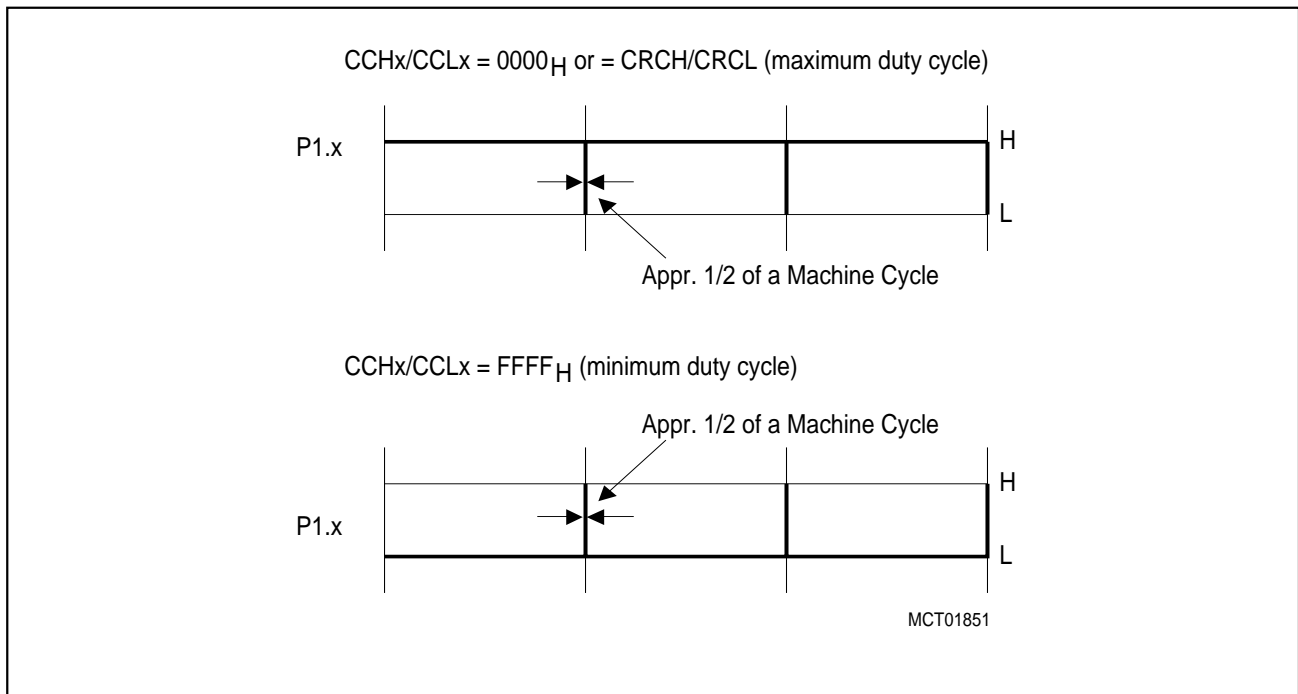 CCHx/CCLx = 0000H or = CRCH/CRCL (maximum duty cycle)
H
P1.x
L
Appr. 1/2 of a Machine Cycle
CCHx/CCLx = FFFFH (minimum duty cycle)
Appr. 1/2 of a Machine Cycle
H
P1.x
L
MCT01851